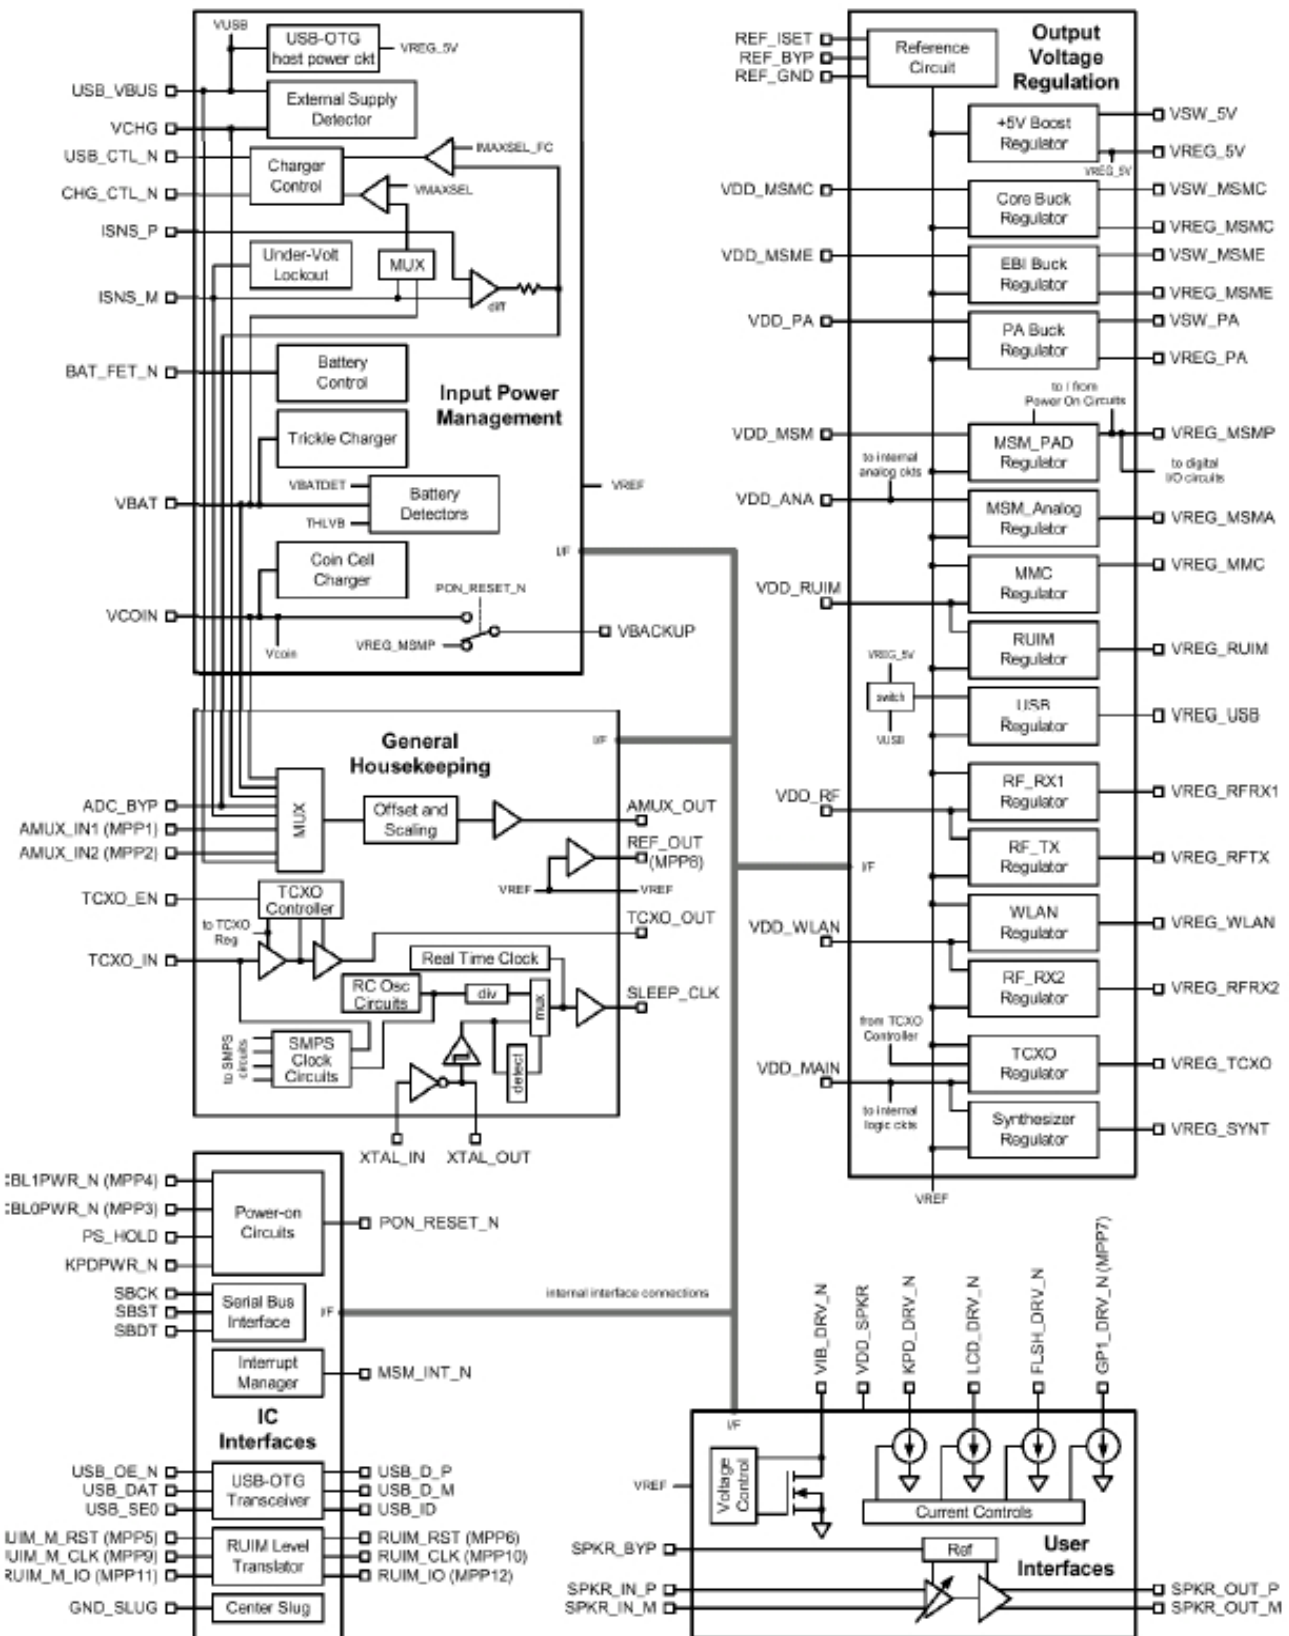 VUSB
USB-OTG
host power ckt
VREG_5V
USB_VBUS
External Supply
Detector
VCHG
USB_CTL_N
Charger
Control
IMAXSEL_FC
CHG_CTL_N
VMAXSEL
ISNS_P
Under-Volt
Lockout
MUX
ISNS_M
diff
BAT_FET_N
Battery
Control
Input Power
Management
Trickle Charger
VBATDET
VREF
VBAT
Battery
Detectors
THLVB
Coin Cell
Charger
I/F
PON_RESET_N
VCOIN
VBACKUP
Vcoin
VREG_MSMP
General
Housekeeping
I/F
ADC_BYP
AMUX_IN1 (MPP1)
AMUX_IN2 (MPP2)
MUX
Offset and
Scaling
AMUX_OUT
REF_OUT
(MPP8)
VREF
VREF
TCXO_EN
TCXO
Controller
TCXO_OUT
to TCXO
Reg
TCXO_IN
Real Time Clock
RC Osc
Circuits
div
mux
SLEEP_CLK
to SMPS
circuits
SMPS
Clock
Circuits
detect
XTAL_IN
XTAL_OUT
:BL1PWR_N (MPP4)
:BL0PWR_N (MPP3)
PS_HOLD
KPDPWR_N
Power-on
Circuits
PON_RESET_N
SBCK
SBST
SBDT
Serial Bus
Interface
I/F
internal interface connections
Interrupt
Manager
MSM_INT_N
IC
Interfaces
USB_OE_N
USB_DAT
USB_SE0
USB-OTG
Transceiver
USB_D_P
USB_D_M
USB_ID
UIM_M_RST (MPP5)
UIM_M_CLK (MPP9)
RUIM_M_IO (MPP11)
RUIM Level
Translator
RUIM_RST (MPP6)
RUIM_CLK (MPP10)
RUIM_IO (MPP12)
GND_SLUG
Center Slug
REF_ISET
REF_BYP
REF_GND
Reference
Circuit
Output
Voltage
Regulation
+5V Boost
Regulator
VSW_5V
VREG_5V
VREG_5V
VDD_MSMC
Core Buck
Regulator
VSW_MSMC
VREG_MSMC
VDD_MSME
EBI Buck
Regulator
VSW_MSME
VREG_MSME
VDD_PA
PA Buck
Regulator
VSW_PA
VREG_PA
to / from
Power On Circuits
VDD_MSM
MSM_PAD
Regulator
VREG_MSMP
to digital
I/O circuits
to internal
analog ckts
VDD_ANA
MSM_Analog
Regulator
VREG_MSMA
MMC
Regulator
VREG_MMC
VDD_RUIM
RUIM
Regulator
VREG_RUIM
VREG_5V
switch
VUSB
USB
Regulator
VREG_USB
RF_RX1
Regulator
VREG_RFRX1
VDD_RF
RF_TX
Regulator
VREG_RFTX
I/F
WLAN
Regulator
VREG_WLAN
VDD_WLAN
RF_RX2
Regulator
VREG_RFRX2
from TCXO
Controller
TCXO
Regulator
VREG_TCXO
VDD_MAIN
to internal
logic ckts
Synthesizer
Regulator
VREG_SYNT
VREF
VIB_DRV_N
VDD_SPKR
KPD_DRV_N
LCD_DRV_N
FLSH_DRV_N
GP1_DRV_N (MPP7)
I/F
VREF
Voltage
Control
Current Controls
User
Interfaces
SPKR_BYP
Ref
SPKR_IN_P
SPKR_IN_M
SPKR_OUT_P
SPKR_OUT_M